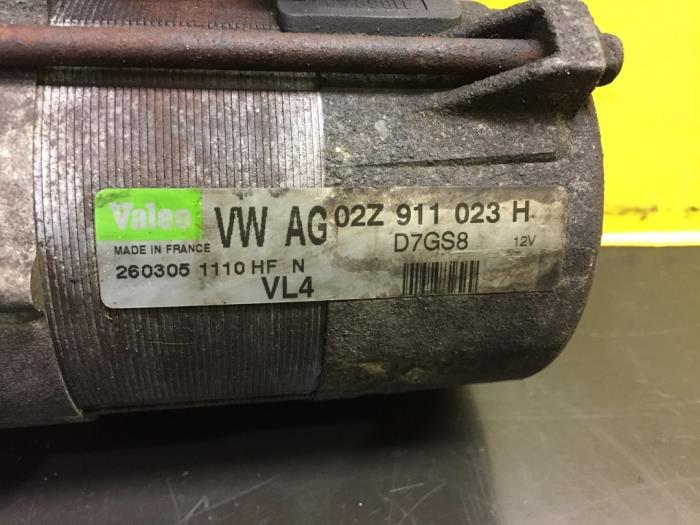 Valeo
VW AG 02Z 911 023 H
MADE IN FRANCE
D7GS8 12V
260305 1110 HF N
VL4